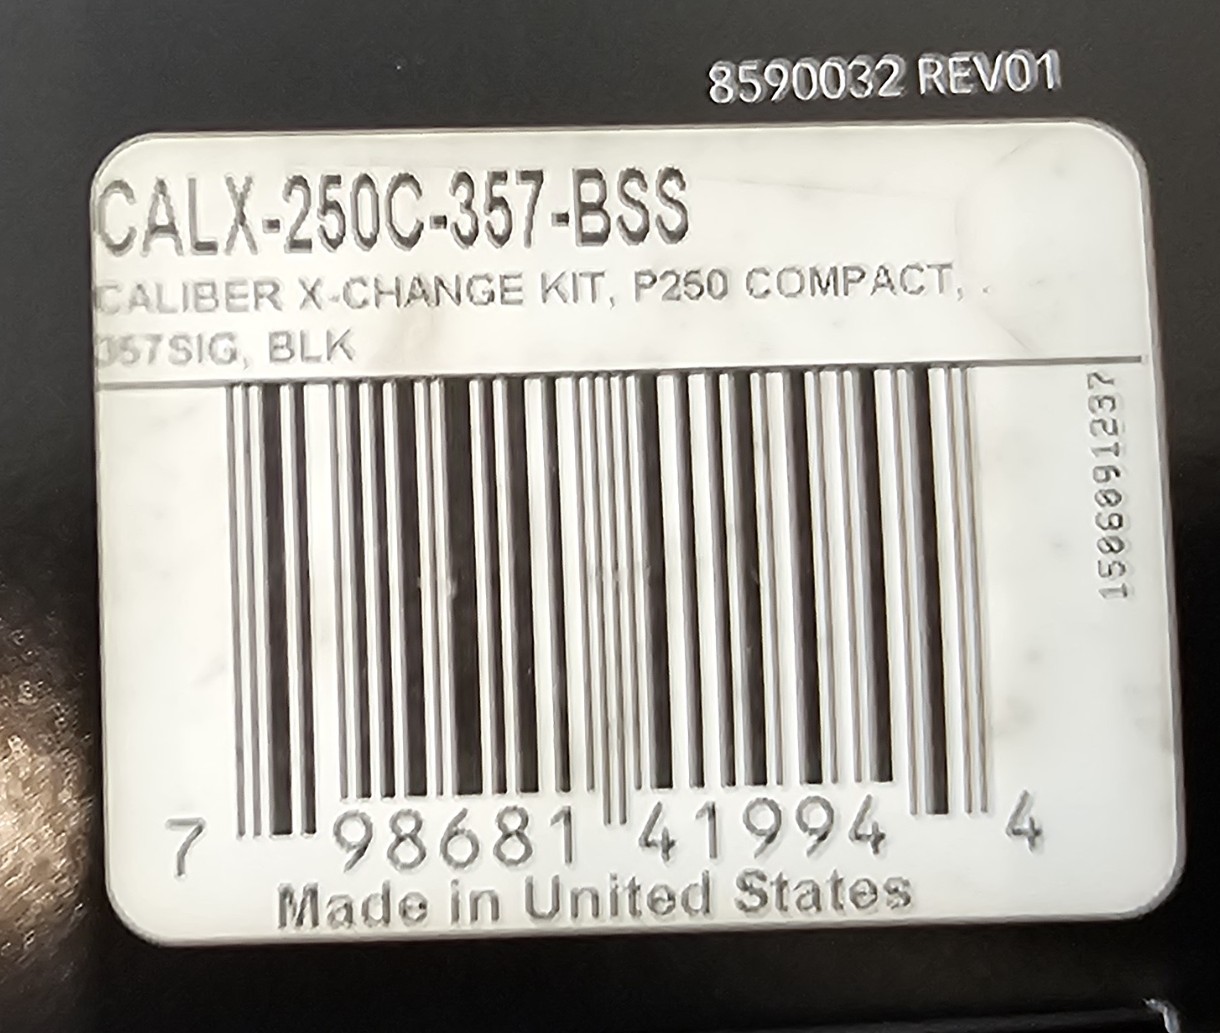 8590032 REV01
CALX-250C-357-BSS
CALIBER X-CHANGE KIT, P250 COMPACT, .
357SIG, BLK
1506091237
7 98681 41994 4
Made in United States